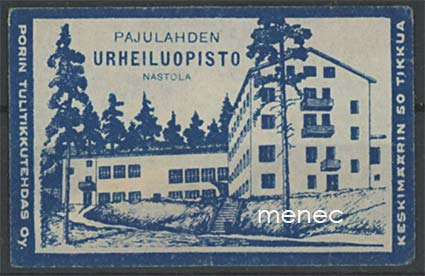 PAJULAHDEN
URHEILUOPISTO
NASTOLA
PORIN TULITIKKUTEHDAS OY.
KESKIMÄÄRIN 50 TIKKUA
menec